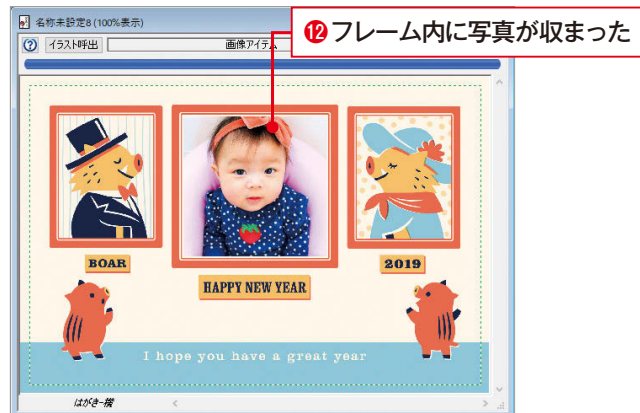 名称未設定8 (100%表示)
⑫フレーム内に写真が収まった
イラスト呼出
画像アイテム
BOAR
HAPPY NEW YEAR
2019
I hope you have a great year
はがき-横